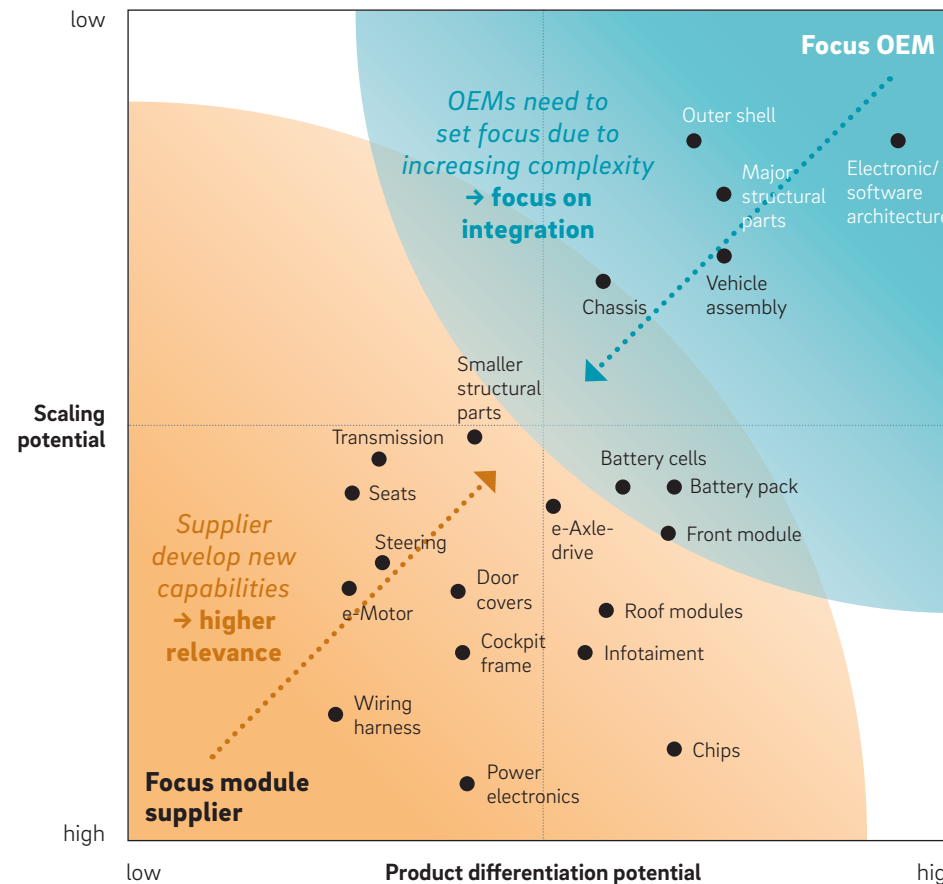 low
Focus OEM
OEMs need to
set focus due to
increasing complexity
→ focus on
integration
Outer shell
Major
structural
parts
Electronic/
software
architecture
Vehicle
assembly
Chassis
Smaller
structural
parts
Scaling
potential
Transmission
Seats
Battery cells
Battery pack
Front module
e-Axle-
drive
Supplier
develop new
capabilities
→ higher
relevance
Steering
e-Motor
Door
covers
Roof modules
Cockpit
frame
Infotaiment
Wiring
harness
Chips
Power
electronics
Focus module
supplier
high
low
Product differentiation potential
hig